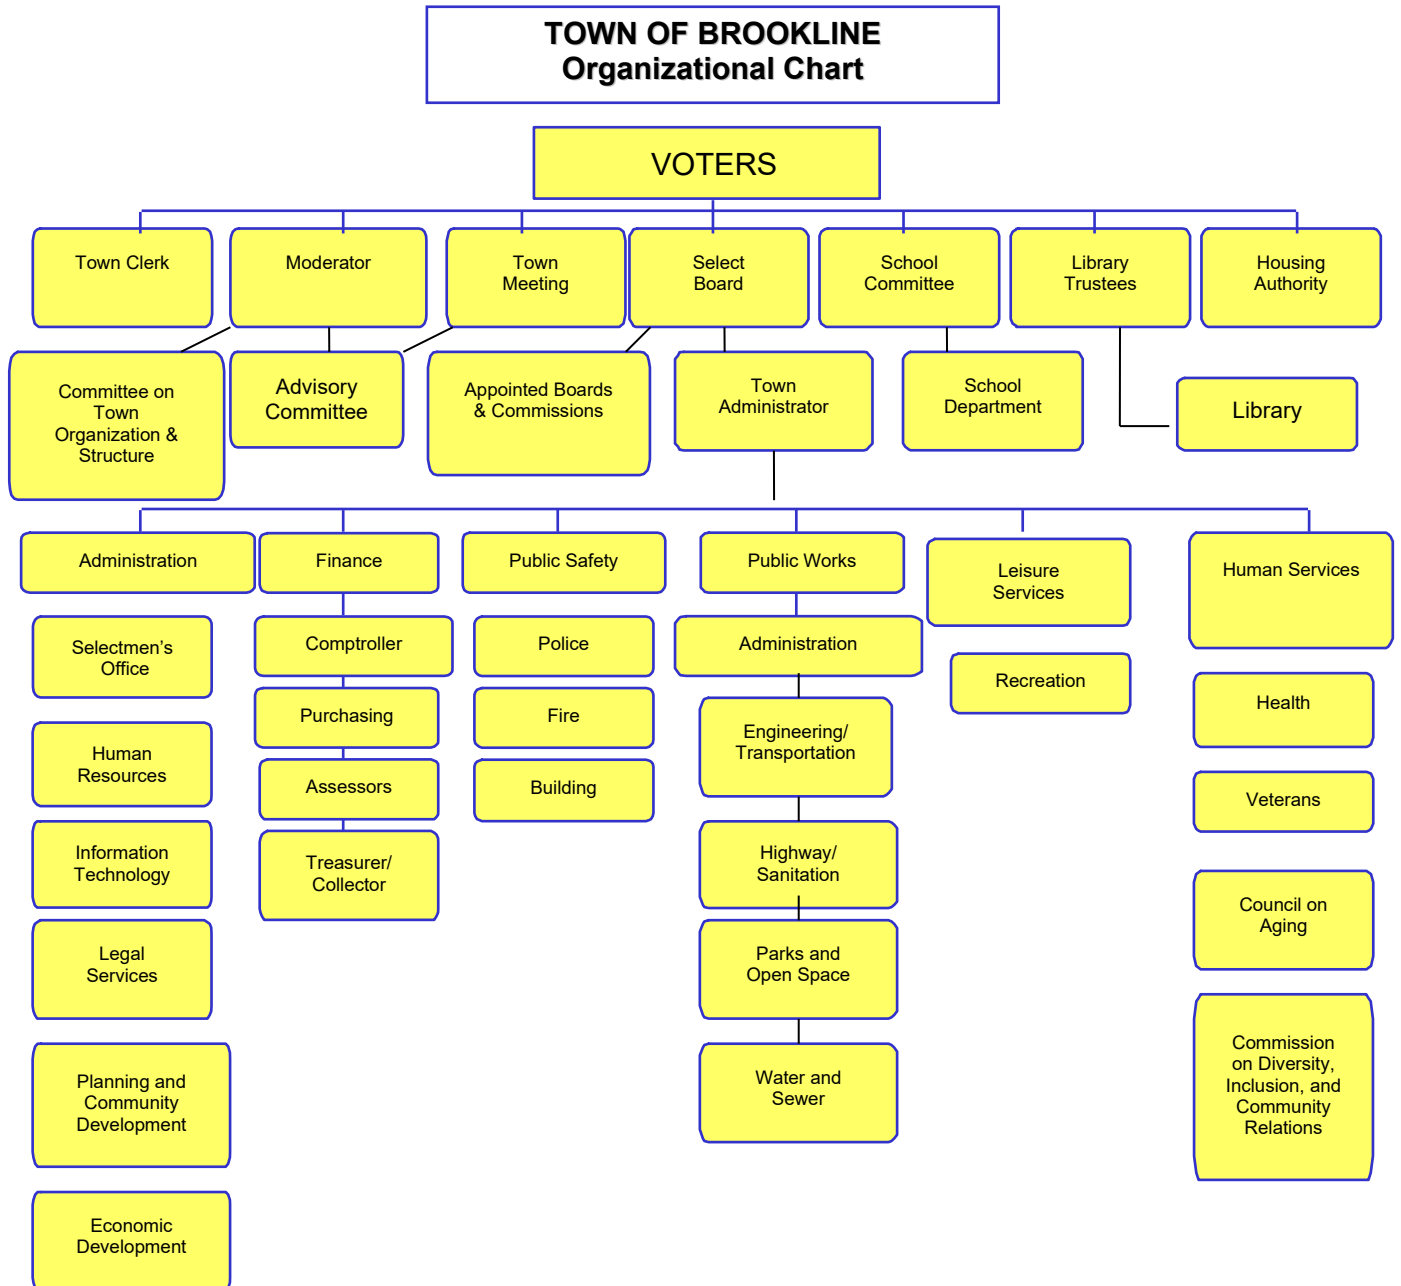 TOWN OF BROOKLINE
Organizational Chart
VOTERS
Town Clerk
Moderator
Town
Meeting
Select
Board
School
Committee
Library
Trustees
Housing
Authority
Committee on
Town
Organization &
Structure
Advisory
Committee
Appointed Boards
& Commissions
Town
Administrator
School
Department
Library
Administration
Finance
Public Safety
Public Works
Leisure
Services
Human Services
Selectmen's
Office
Human
Resources
Information
Technology
Legal
Services
Planning and
Community
Development
Economic
Development
Comptroller
Purchasing
Assessors
Treasurer/
Collector
Police
Fire
Building
Administration
Engineering/
Transportation
Highway/
Sanitation
Parks and
Open Space
Water and
Sewer
Recreation
Health
Veterans
Council on
Aging
Commission
on Diversity,
Inclusion, and
Community
Relations